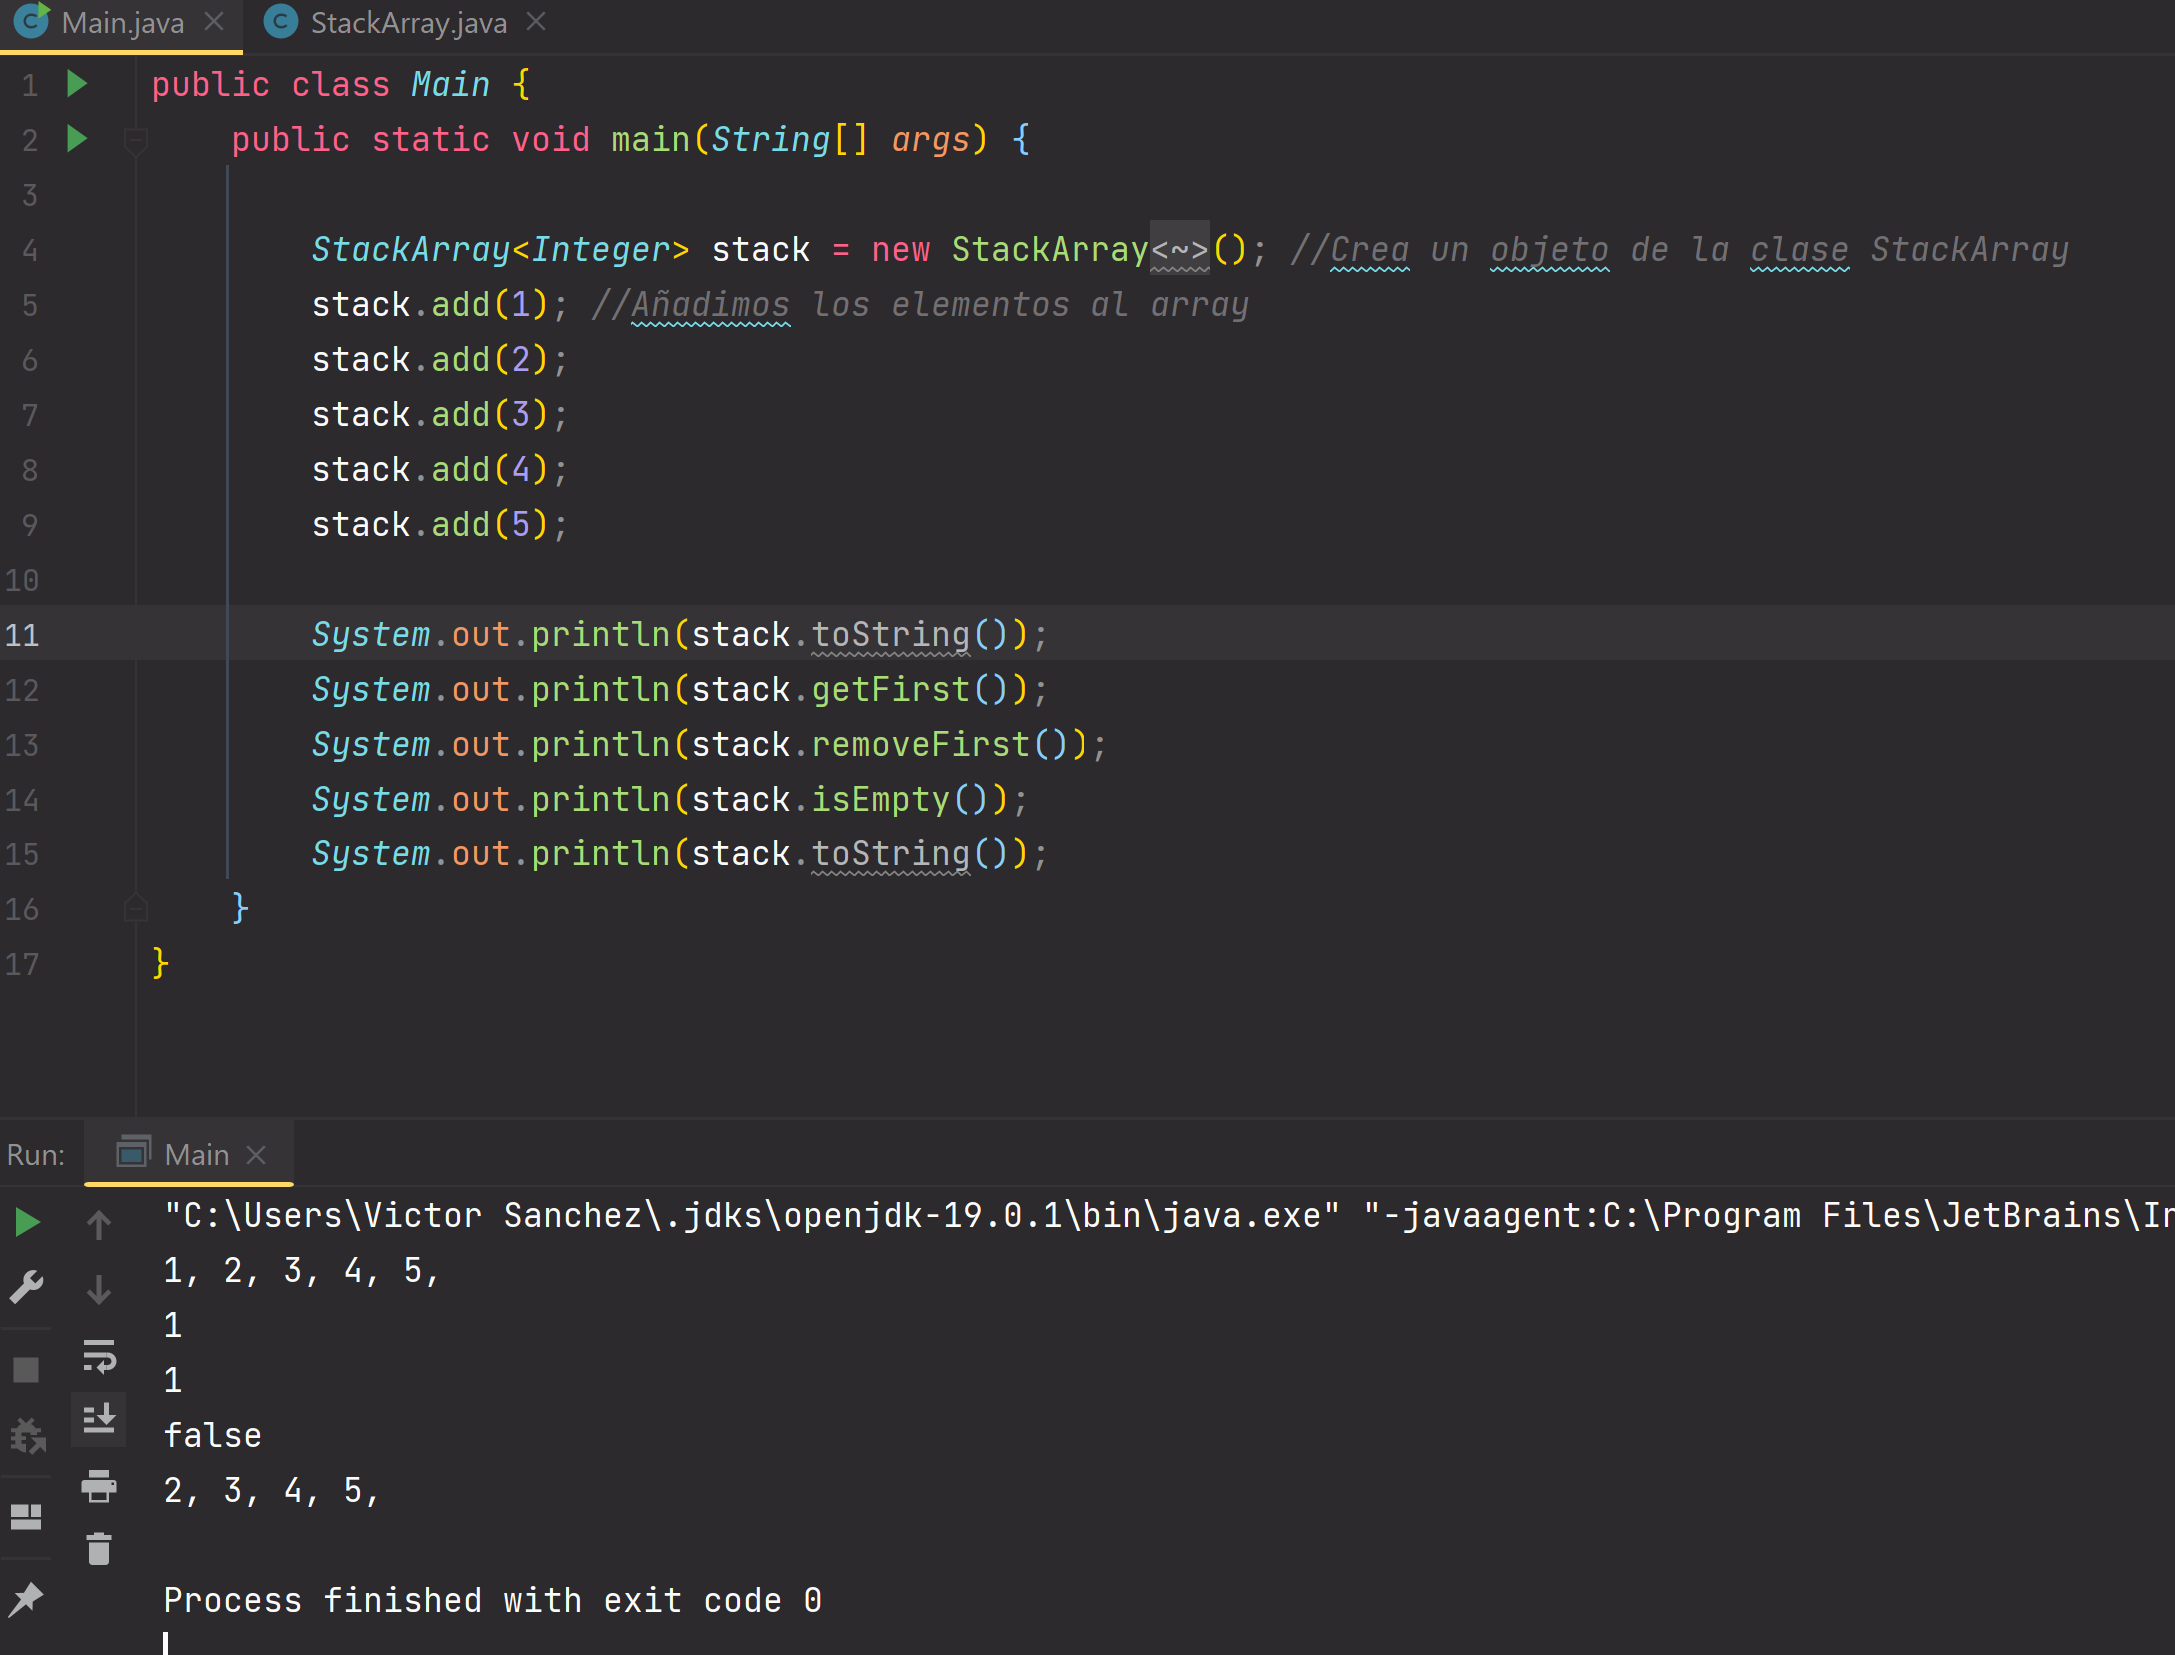 Main.java StackArray.java
1 public class Main {
2 public static void main(String[] args) {
3
4 StackArray<Integer> stack = new StackArray<~>(); //Crea un objeto de la clase StackArray
5 stack.add(1); //Añadimos los elementos al array
6 stack.add(2);
7 stack.add(3);
8 stack.add(4);
9 stack.add(5);
10
11 System.out.println(stack.toString());
12 System.out.println(stack.getFirst());
13 System.out.println(stack.removeFirst());
14 System.out.println(stack.isEmpty());
15 System.out.println(stack.toString());
16 }
17 }
Run: Main
"C:\Users\Victor Sanchez\.jdks\openjdk-19.0.1\bin\java.exe" "-javaagent:C:\Program Files\JetBrains\In
1, 2, 3, 4, 5,
1
1
false
2, 3, 4, 5,
Process finished with exit code 0